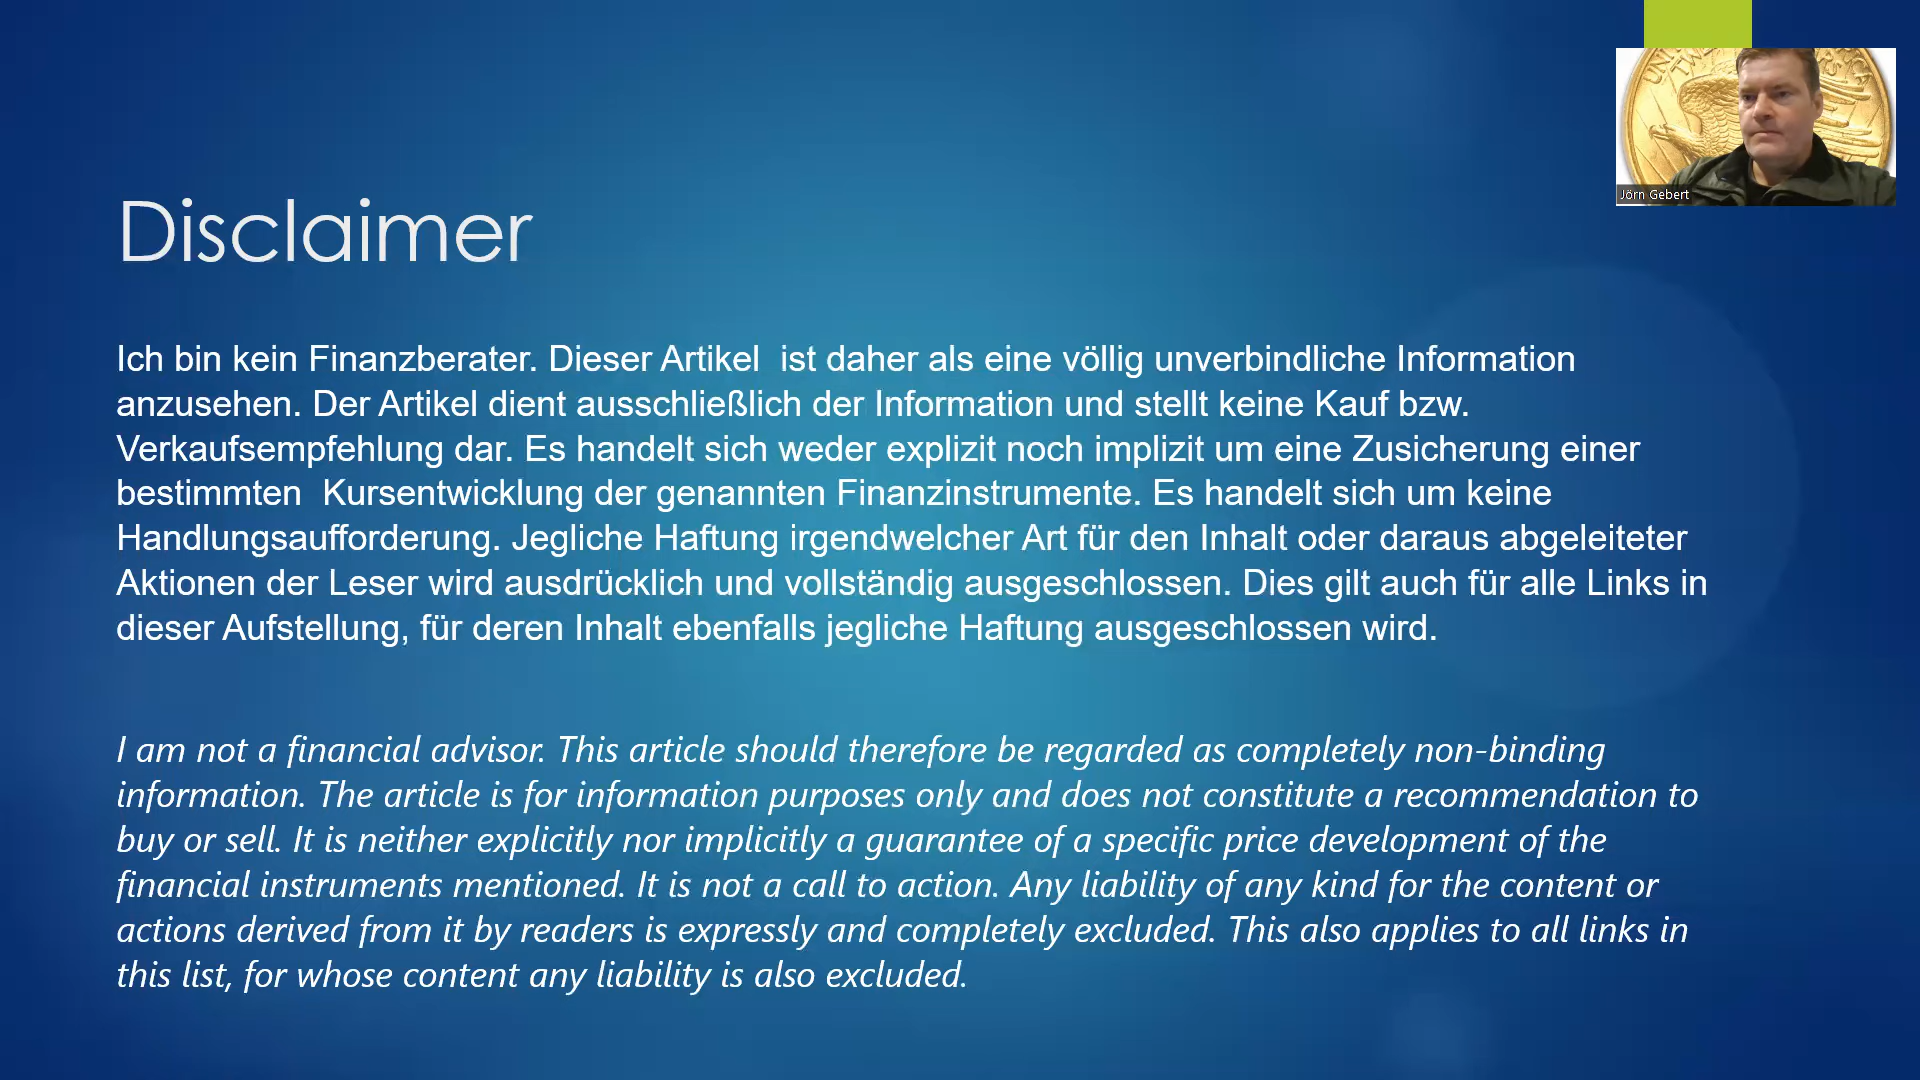 UN
TW
RICH
RS
Jörn Gebert
Disclaimer
Ich bin kein Finanzberater. Dieser Artikel  ist daher als eine völlig unverbindliche Information
anzusehen. Der Artikel dient ausschließlich der Information und stellt keine Kauf bzw.
Verkaufsempfehlung dar. Es handelt sich weder explizit noch implizit um eine Zusicherung einer
bestimmten  Kursentwicklung der genannten Finanzinstrumente. Es handelt sich um keine
Handlungsaufforderung. Jegliche Haftung irgendwelcher Art für den Inhalt oder daraus abgeleiteter
Aktionen der Leser wird ausdrücklich und vollständig ausgeschlossen. Dies gilt auch für alle Links in
dieser Aufstellung, für deren Inhalt ebenfalls jegliche Haftung ausgeschlossen wird.
I am not a financial advisor. This article should therefore be regarded as completely non-binding
information. The article is for information purposes only and does not constitute a recommendation to
buy or sell. It is neither explicitly nor implicitly a guarantee of a specific price development of the
financial instruments mentioned. It is not a call to action. Any liability of any kind for the content or
actions derived from it by readers is expressly and completely excluded. This also applies to all links in
this list, for whose content any liability is also excluded.